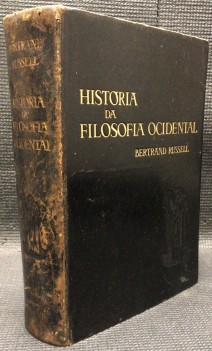 BERTRAND
RUSSELL
HISTORIA
DA
FILOSOFIA
OCIDENTAL
HISTORIA
DA
FILOSOFIA OCIDENTAL
BERTRAND RUSSELL